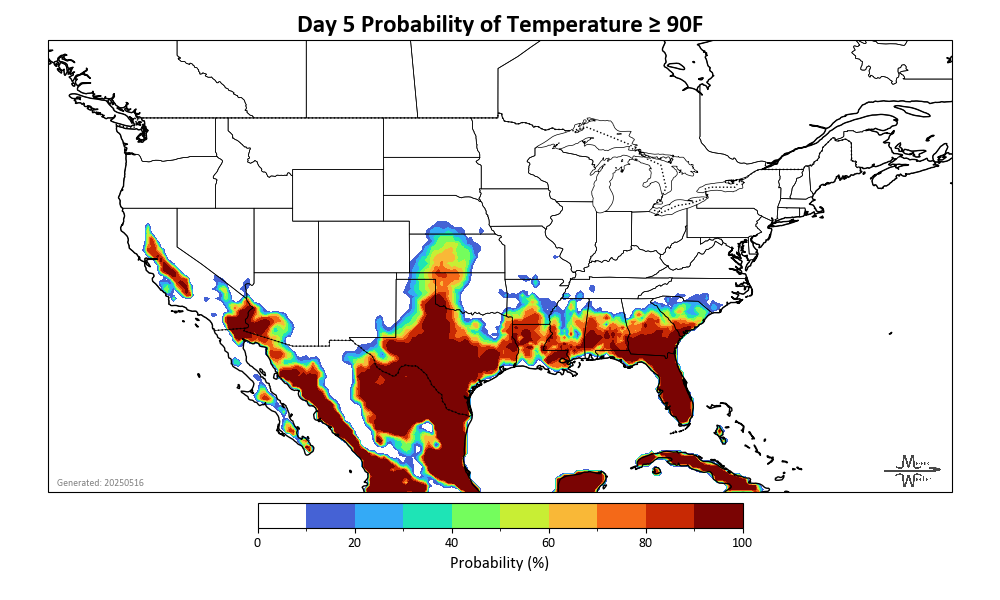 Day 5 Probability of Temperature ≥ 90F
Generated: 20250516
0 20 40 60 80 100
Probability (%)